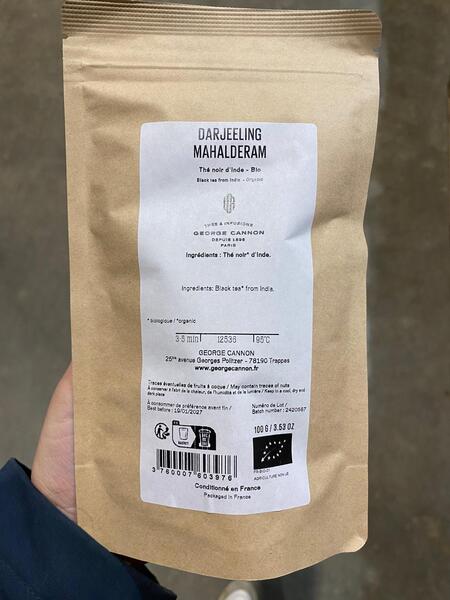 DARJEELING
MAHALDERAM
Thé noir d'Inde - Bio
Black tea from India - Organic
THÉS & INFUSIONS
GEORGE CANNON
DEPUIS 1898
PARIS
Ingrédients : Thé noir* d'Inde.
Ingredients: Black tea* from India.
* biologique / *organic
3-5 min 12536 95°C
GEORGE CANNON
25ter avenue Georges Politzer - 78190 Trappes
www.georgecannon.fr
Traces éventuelles de fruits à coque / May contain traces of nuts
A conserver à l'abri de la chaleur, de l'humidité et de la lumière / Keep in a cool, dry and
dark place
A consommer de préférence avant fin /
Best before : 19/01/2027
Numéro de Lot /
Batch number : 2420567
100 G / 3.53 OZ
3 760007 603976
FR-BIO-01
AGRICULTURE NON UE
Conditionné en France
Packaged in France